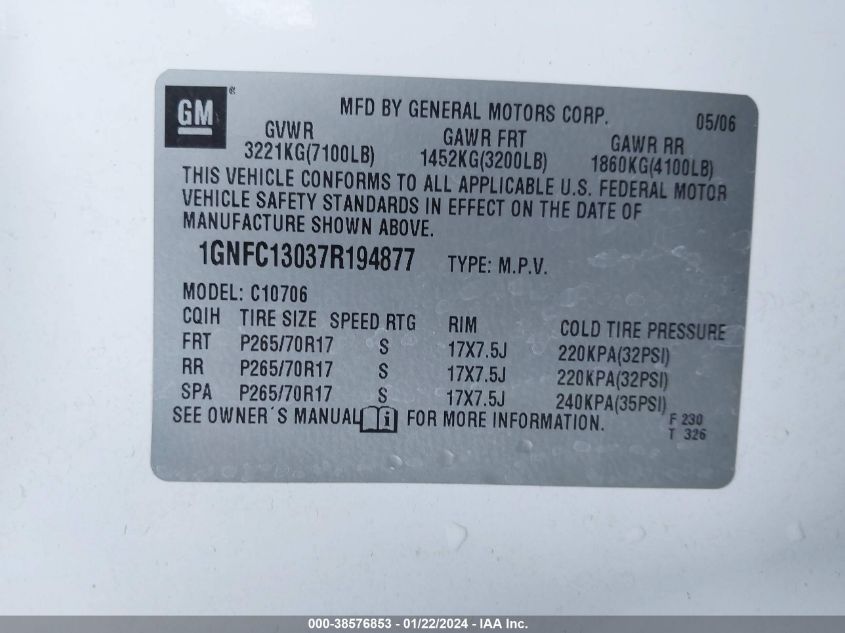 GM ®
MFD BY GENERAL MOTORS CORP. 05/06
GVWR GAWR FRT GAWR RR
3221KG(7100LB) 1452KG(3200LB) 1860KG(4100LB)
THIS VEHICLE CONFORMS TO ALL APPLICABLE U.S. FEDERAL MOTOR
VEHICLE SAFETY STANDARDS IN EFFECT ON THE DATE OF
MANUFACTURE SHOWN ABOVE.
1GNFC13037R194877 TYPE: M.P.V.
MODEL: C10706
CQIH TIRE SIZE SPEED RTG RIM COLD TIRE PRESSURE
FRT P265/70R17 S 17X7.5J 220KPA(32PSI)
RR P265/70R17 S 17X7.5J 220KPA(32PSI)
SPA P265/70R17 S 17X7.5J 240KPA(35PSI)
SEE OWNER'S MANUAL i FOR MORE INFORMATION. F 230
T 326
000-38576853 / 01/22/2024 - IAA Inc.